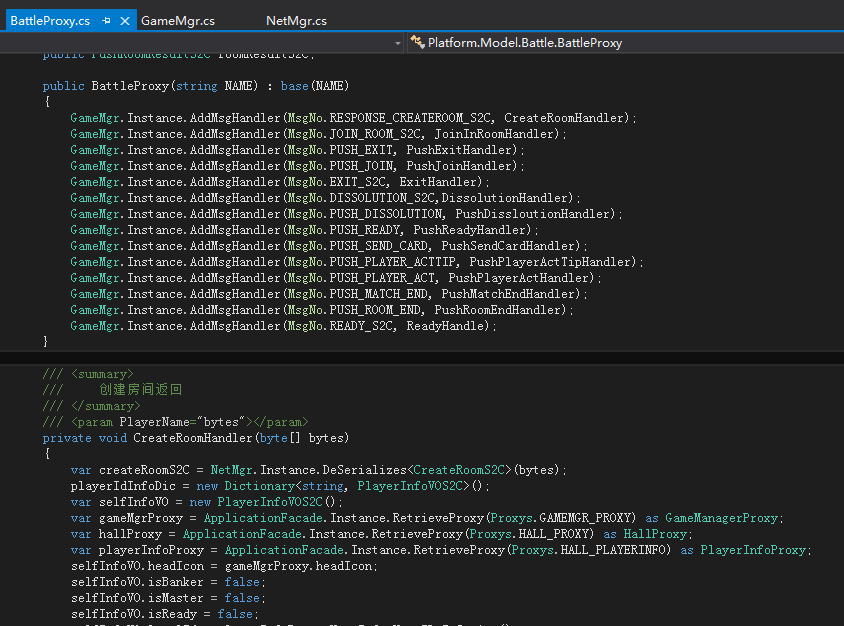 BattleProxy.cs GameMgr.cs NetMgr.cs
Platform.Model.Battle.BattleProxy
public PushRoomResultS2C roomResultS2C;
public BattleProxy(string NAME) : base(NAME)
{
GameMgr.Instance.AddMsgHandler(MsgNo.RESPONSE_CREATEROOM_S2C, CreateRoomHandler);
GameMgr.Instance.AddMsgHandler(MsgNo.JOIN_ROOM_S2C, JoinInRoomHandler);
GameMgr.Instance.AddMsgHandler(MsgNo.PUSH_EXIT, PushExitHandler);
GameMgr.Instance.AddMsgHandler(MsgNo.PUSH_JOIN, PushJoinHandler);
GameMgr.Instance.AddMsgHandler(MsgNo.EXIT_S2C, ExitHandler);
GameMgr.Instance.AddMsgHandler(MsgNo.DISSOLUTION_S2C,DissolutionHandler);
GameMgr.Instance.AddMsgHandler(MsgNo.PUSH_DISSOLUTION, PushDissloutionHandler);
GameMgr.Instance.AddMsgHandler(MsgNo.PUSH_READY, PushReadyHandler);
GameMgr.Instance.AddMsgHandler(MsgNo.PUSH_SEND_CARD, PushSendCardHandler);
GameMgr.Instance.AddMsgHandler(MsgNo.PUSH_PLAYER_ACTTIP, PushPlayerActTipHandler);
GameMgr.Instance.AddMsgHandler(MsgNo.PUSH_PLAYER_ACT, PushPlayerActHandler);
GameMgr.Instance.AddMsgHandler(MsgNo.PUSH_MATCH_END, PushMatchEndHandler);
GameMgr.Instance.AddMsgHandler(MsgNo.PUSH_ROOM_END, PushRoomEndHandler);
GameMgr.Instance.AddMsgHandler(MsgNo.READY_S2C, ReadyHandle);
}
/// <summary>
/// 创建房间返回
/// </summary>
/// <param PlayerName="bytes"></param>
private void CreateRoomHandler(byte[] bytes)
{
var createRoomS2C = NetMgr.Instance.DeSerializes<CreateRoomS2C>(bytes);
playerIdInfoDic = new Dictionary<string, PlayerInfoVOS2C>();
var selfInfoVO = new PlayerInfoVOS2C();
var gameMgrProxy = ApplicationFacade.Instance.RetrieveProxy(Proxys.GAMEMGR_PROXY) as GameManagerProxy;
var hallProxy = ApplicationFacade.Instance.RetrieveProxy(Proxys.HALL_PROXY) as HallProxy;
var playerInfoProxy = ApplicationFacade.Instance.RetrieveProxy(Proxys.HALL_PLAYERINFO) as PlayerInfoProxy;
selfInfoVO.headIcon = gameMgrProxy.headIcon;
selfInfoVO.isBanker = false;
selfInfoVO.isMaster = false;
selfInfoVO.isReady = false;